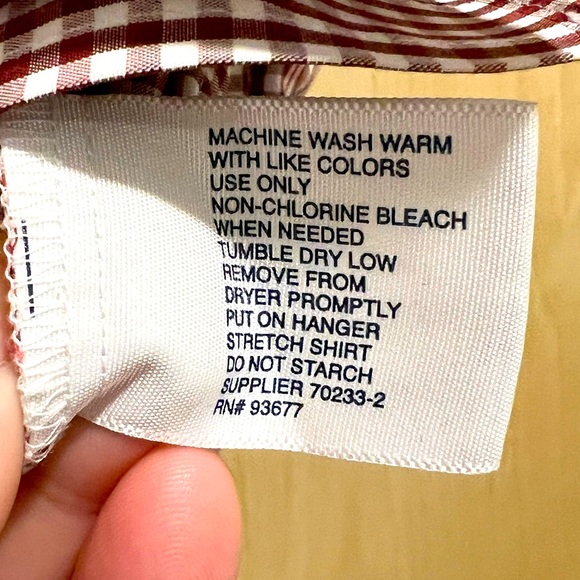 MACHINE WASH WARM
WITH LIKE COLORS
USE ONLY
NON-CHLORINE BLEACH
WHEN NEEDED
TUMBLE DRY LOW
REMOVE FROM
DRYER PROMPTLY
PUT ON HANGER
STRETCH SHIRT
DO NOT STARCH
SUPPLIER 70233-2
RN# 93677